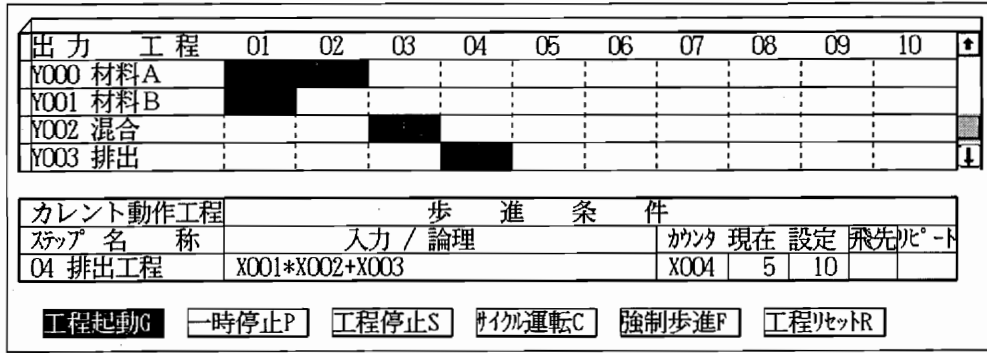 出力 工程 01 02 03 04 05 06 07 08 09 10
Y000 材料A
Y001 材料B
Y002 混合
Y003 排出
カレント動作工程 歩進条件
ステップ 名称 入力 / 論理 カウンタ 現在 設定 飛先 リピート
04 排出工程 X001*X002+X003 X004 5 10
工程起動G 一時停止P 工程停止S サイクル運転C 強制歩進F 工程リセットR